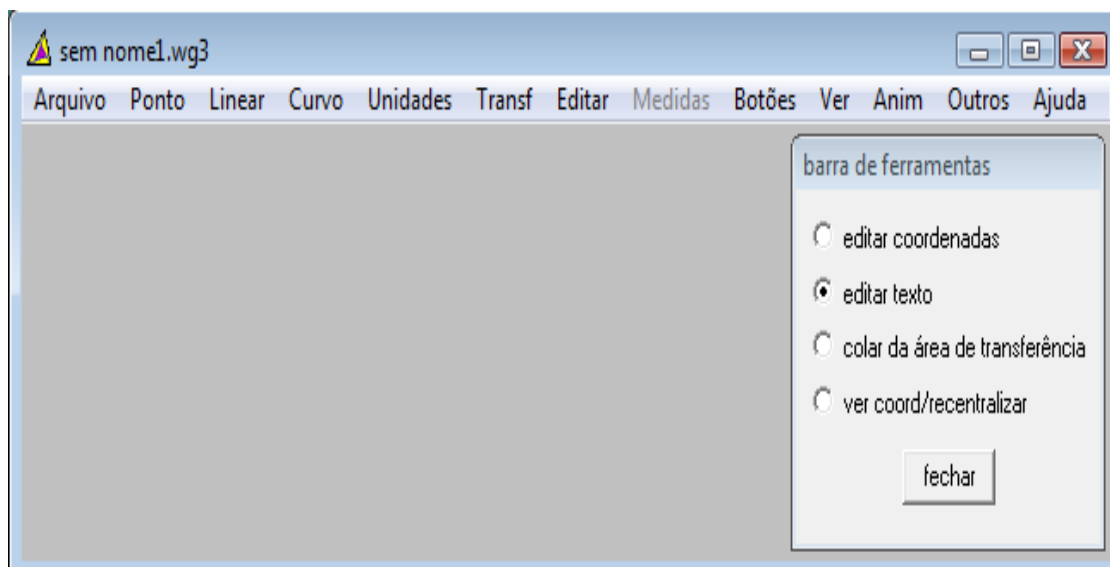 sem nome1.wg3
Arquivo Ponto Linear Curvo Unidades Transf Editar Medidas Botões Ver Anim Outros Ajuda
barra de ferramentas
editar coordenadas
editar texto
colar da área de transferência
ver coord/recentralizar
fechar